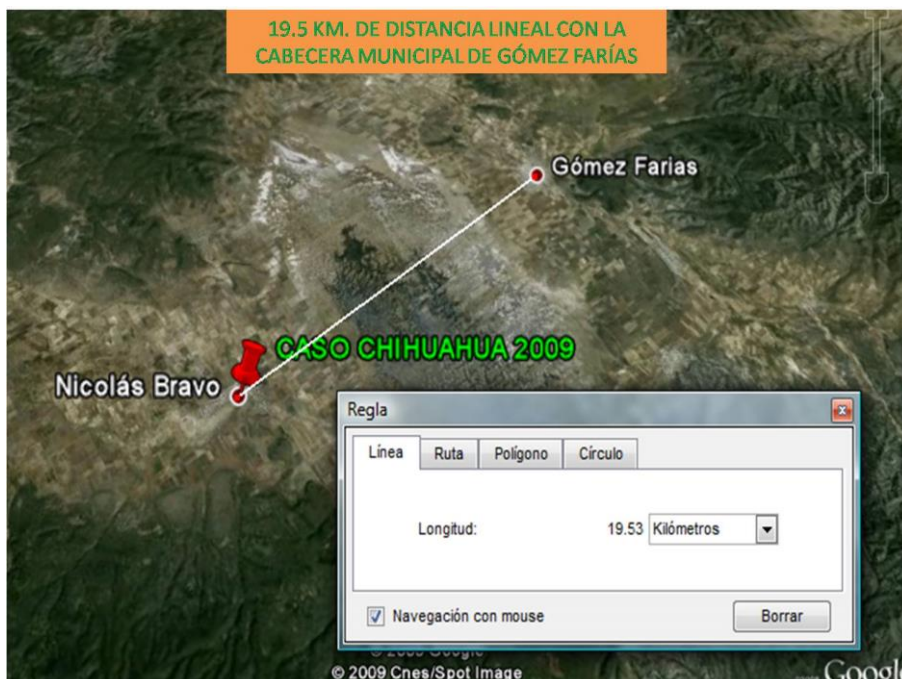 19.5 KM. DE DISTANCIA LINEAL CON LA
CABECERA MUNICIPAL DE GÓMEZ FARÍAS
Gómez Farias
CASO CHIHUAHUA 2009
Nicolás Bravo
Regla
Línea Ruta Polígono Círculo
Longitud: 19.53 Kilómetros
Navegación con mouse Borrar
© 2009 Google
© 2009 Cnes/Spot Image
Google